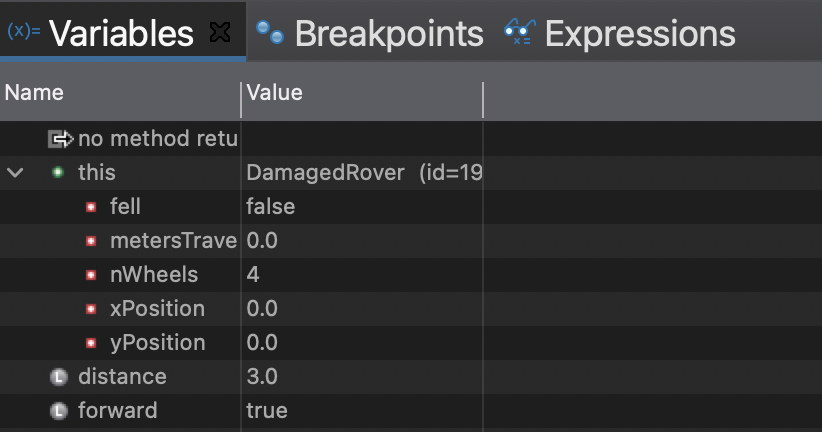 (x)= Variables Breakpoints Expressions
Name Value
no method retu
this DamagedRover (id=19
fell false
metersTrave 0.0
nWheels 4
xPosition 0.0
yPosition 0.0
L distance 3.0
L forward true